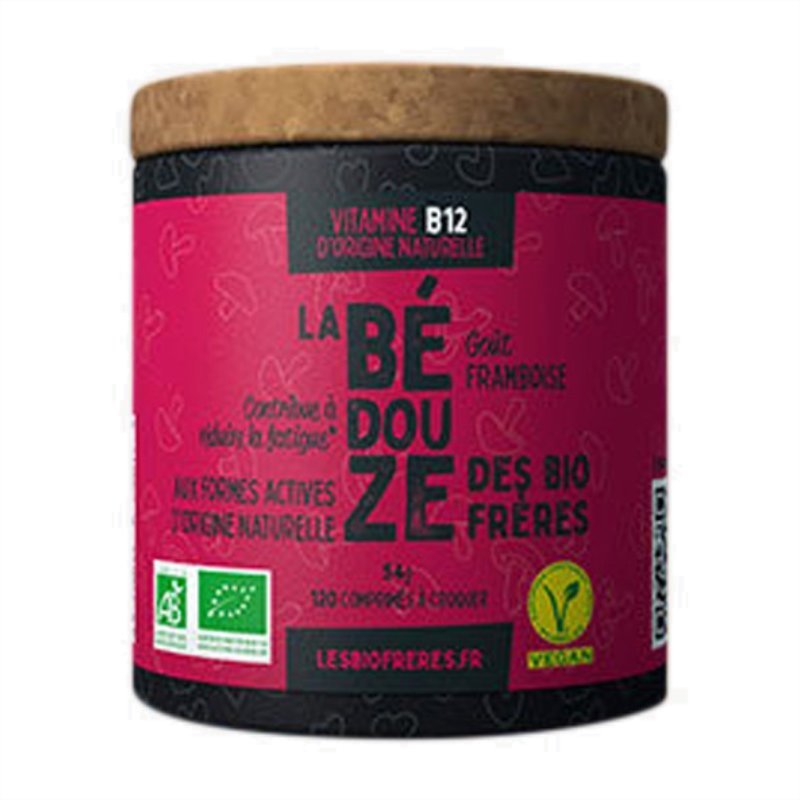 VITAMINE B12
D'ORIGINE NATURELLE
LA BÉ
DOU
ZE
Goût
FRAMBOISE
Contribue à
réduire la fatigue*
AUX FORMES ACTIVES
D'ORIGINE NATURELLE
DES BIO
FRÈRES
54g
120 COMPRIMÉS À CROQUER
AB
VEGAN
LESBIOFRERES.FR